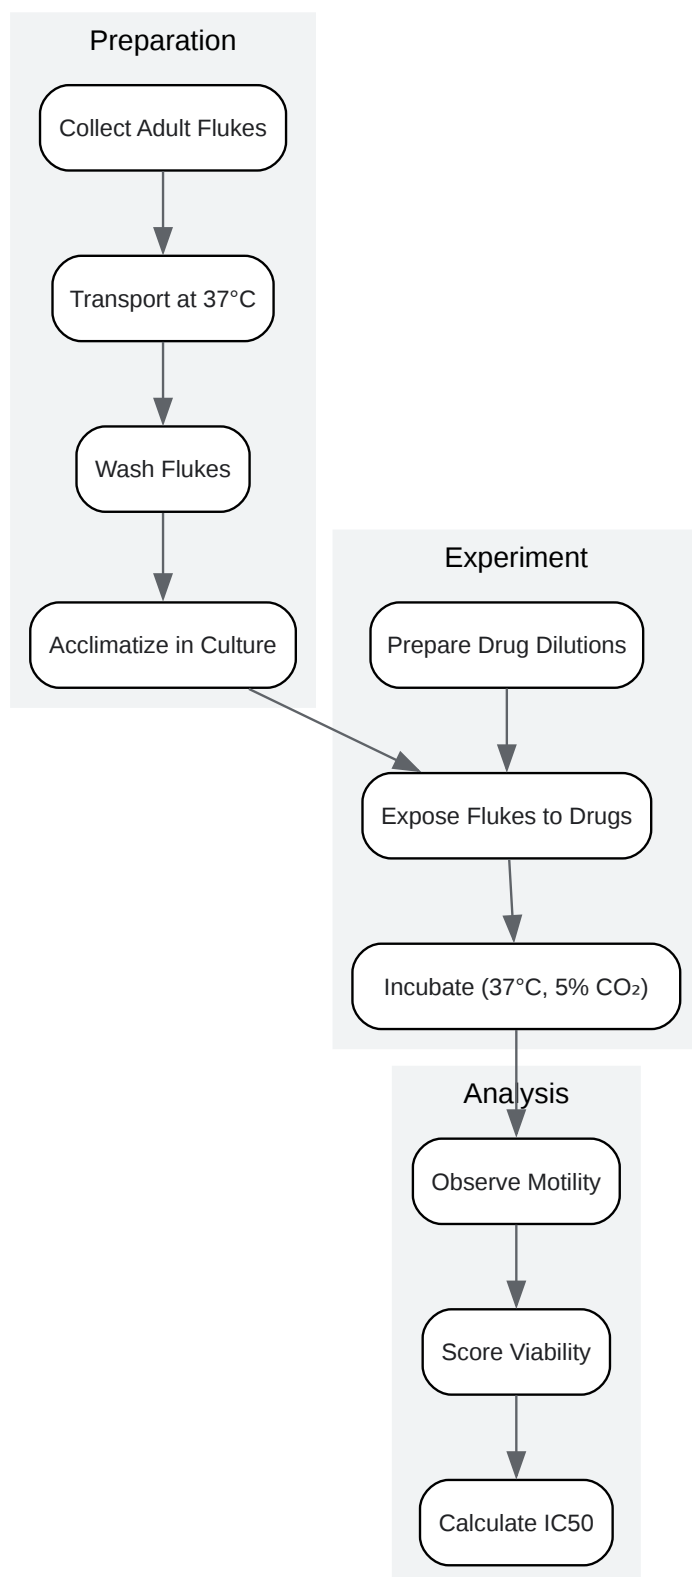 Preparation
Collect Adult Flukes
Transport at 37°C
Wash Flukes
Acclimatize in Culture
Experiment
Prepare Drug Dilutions
Expose Flukes to Drugs
Incubate (37°C, 5% CO₂)
Analysis
Observe Motility
Score Viability
Calculate IC50